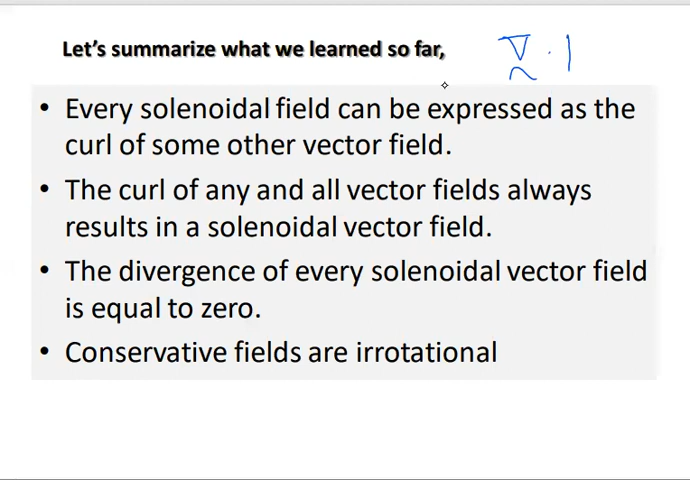 Let's summarize what we learned so far,
∇ · |
~
• Every solenoidal field can be expressed as the
curl of some other vector field.
• The curl of any and all vector fields always
results in a solenoidal vector field.
• The divergence of every solenoidal vector field
is equal to zero.
• Conservative fields are irrotational